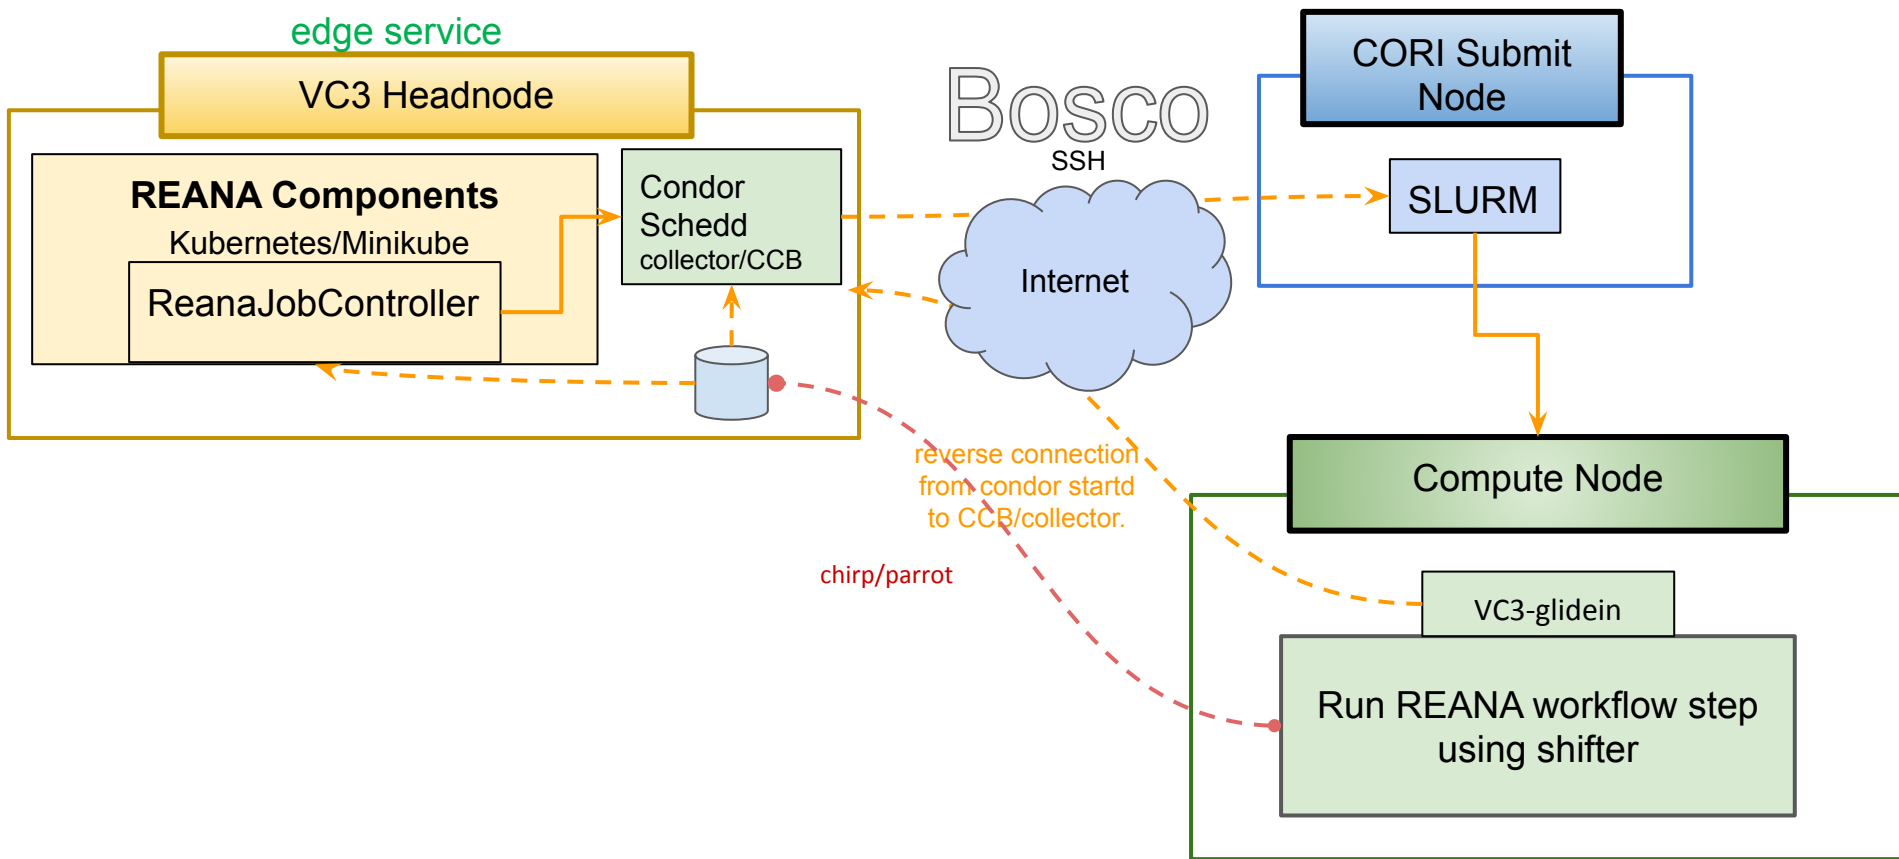 edge service
VC3 Headnode
REANA Components
Kubernetes/Minikube
ReanaJobController
Condor
Schedd
collector/CCB
Bosco
SSH
Internet
CORI Submit
Node
SLURM
reverse connection
from condor startd
to CCB/collector.
chirp/parrot
Compute Node
VC3-glidein
Run REANA workflow step
using shifter